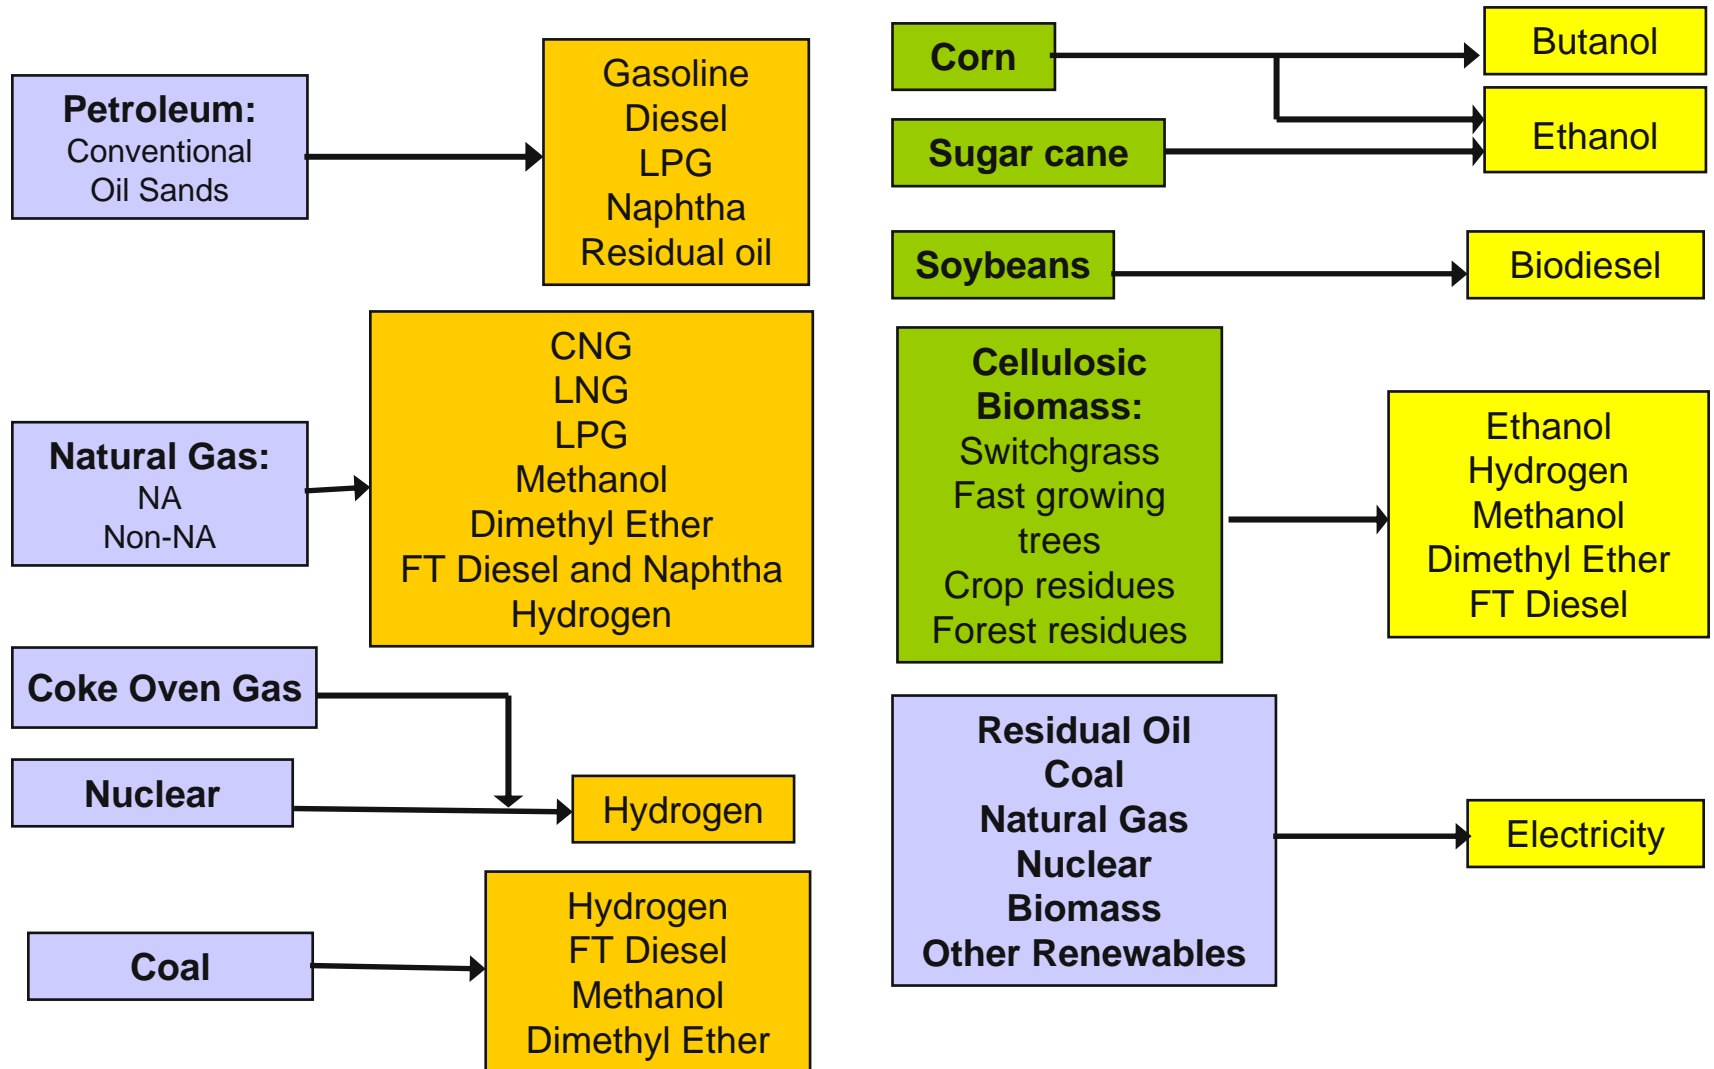 Petroleum:
Conventional
Oil Sands
Gasoline
Diesel
LPG
Naphtha
Residual oil
Natural Gas:
NA
Non-NA
CNG
LNG
LPG
Methanol
Dimethyl Ether
FT Diesel and Naphtha
Hydrogen
Coke Oven Gas
Nuclear
Hydrogen
Coal
Hydrogen
FT Diesel
Methanol
Dimethyl Ether
Corn
Butanol
Ethanol
Sugar cane
Soybeans
Biodiesel
Cellulosic
Biomass:
Switchgrass
Fast growing
trees
Crop residues
Forest residues
Ethanol
Hydrogen
Methanol
Dimethyl Ether
FT Diesel
Residual Oil
Coal
Natural Gas
Nuclear
Biomass
Other Renewables
Electricity